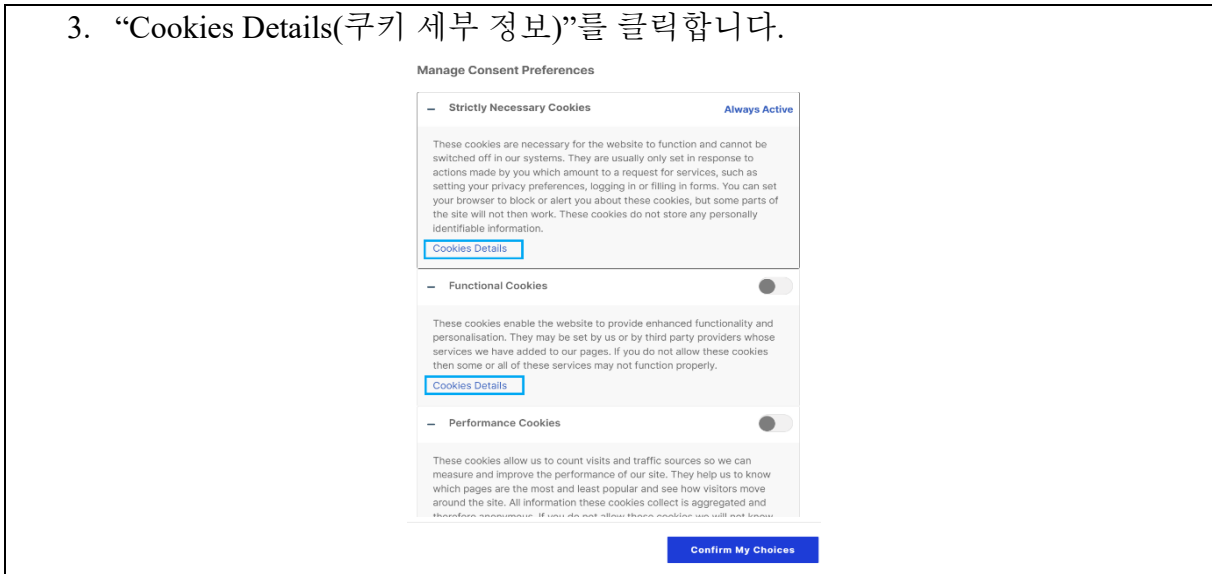 3. “Cookies Details(쿠키 세부 정보)”를 클릭합니다.
Manage Consent Preferences
– Strictly Necessary Cookies Always Active
These cookies are necessary for the website to function and cannot be
switched off in our systems. They are usually only set in response to
actions made by you which amount to a request for services, such as
setting your privacy preferences, logging in or filling in forms. You can set
your browser to block or alert you about these cookies, but some parts of
the site will not then work. These cookies do not store any personally
identifiable information.
Cookies Details
– Functional Cookies
These cookies enable the website to provide enhanced functionality and
personalisation. They may be set by us or by third party providers whose
services we have added to our pages. If you do not allow these cookies
then some or all of these services may not function properly.
Cookies Details
– Performance Cookies
These cookies allow us to count visits and traffic sources so we can
measure and improve the performance of our site. They help us to know
which pages are the most and least popular and see how visitors move
around the site. All information these cookies collect is aggregated and
therefore anonymous. If you do not allow these cookies we will not know
Confirm My Choices